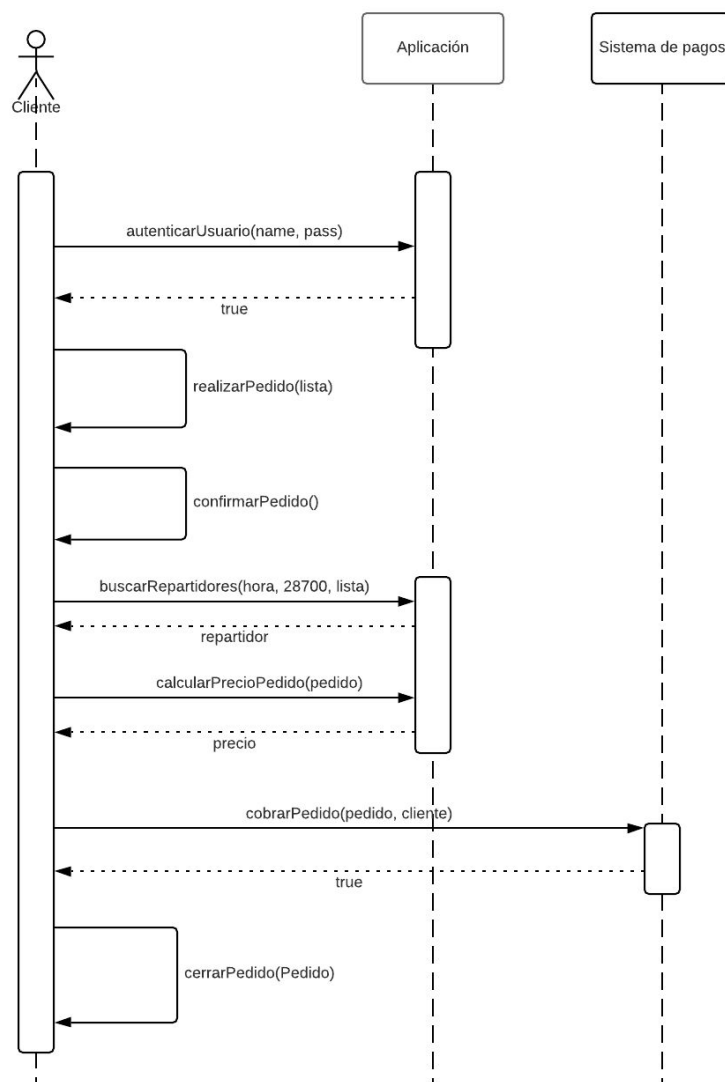 Aplicación
Sistema de pagos
Cliente
autenticarUsuario(name, pass)
true
realizarPedido(lista)
confirmarPedido()
buscarRepartidores(hora, 28700, lista)
repartidor
calcularPrecioPedido(pedido)
precio
cobrarPedido(pedido, cliente)
true
cerrarPedido(Pedido)